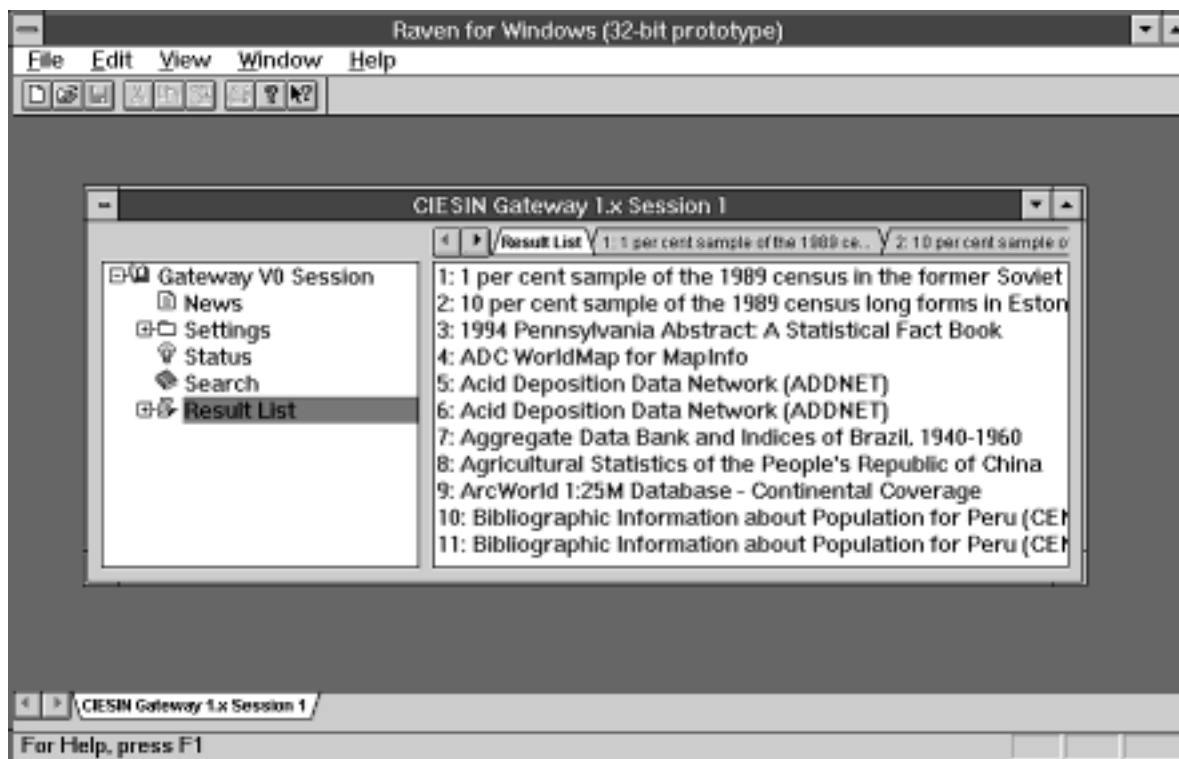 Raven for Windows (32-bit prototype)
File Edit View Window Help
CIESIN Gateway 1.x Session 1
Result List 1: 1 per cent sample of the 1989 ce... 2: 10 per cent sample o
Gateway V0 Session
News
Settings
Status
Search
Result List
1: 1 per cent sample of the 1989 census in the former Soviet
2: 10 per cent sample of the 1989 census long forms in Eston
3: 1994 Pennsylvania Abstract: A Statistical Fact Book
4: ADC WorldMap for MapInfo
5: Acid Deposition Data Network (ADDNET)
6: Acid Deposition Data Network (ADDNET)
7: Aggregate Data Bank and Indices of Brazil, 1940-1960
8: Agricultural Statistics of the People's Republic of China
9: ArcWorld 1:25M Database - Continental Coverage
10: Bibliographic Information about Population for Peru (CEN
11: Bibliographic Information about Population for Peru (CEN
CIESIN Gateway 1.x Session 1
For Help, press F1